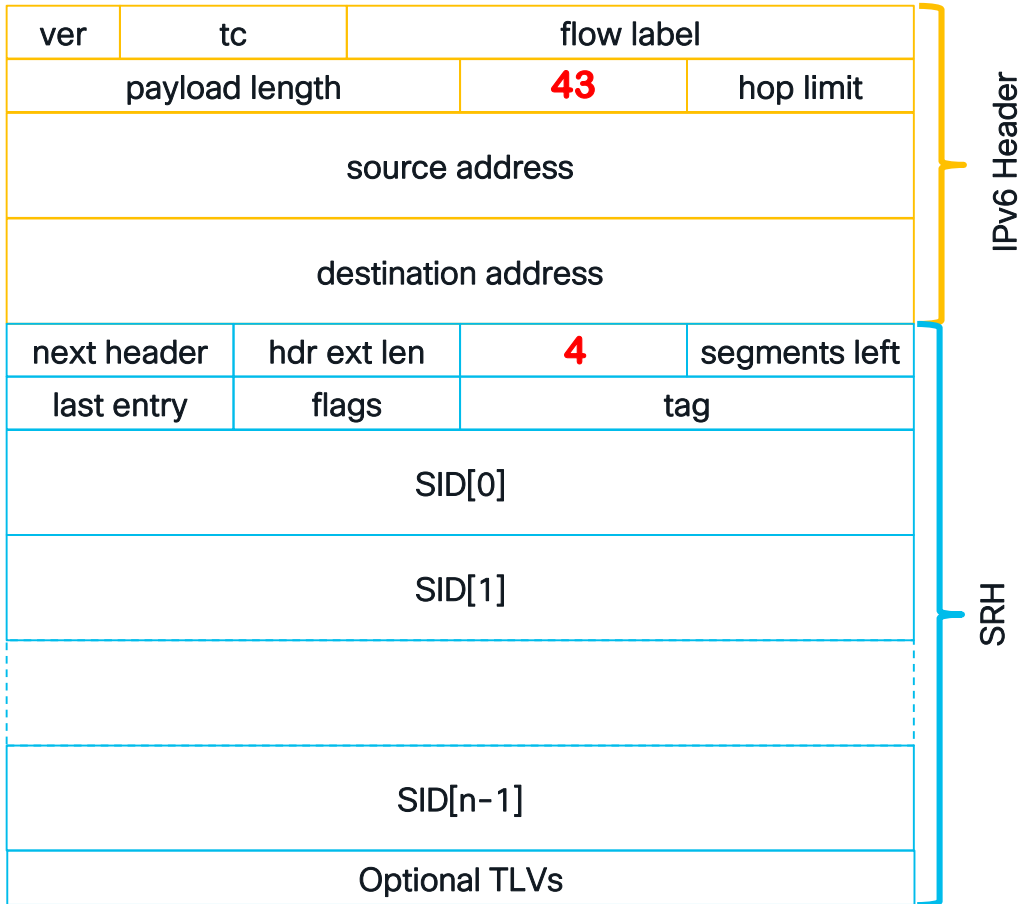 ver tc flow label
payload length 43 hop limit
source address
destination address
IPv6 Header
next header hdr ext len 4 segments left
last entry flags tag
SID[0]
SID[1]
SID[n-1]
Optional TLVs
SRH